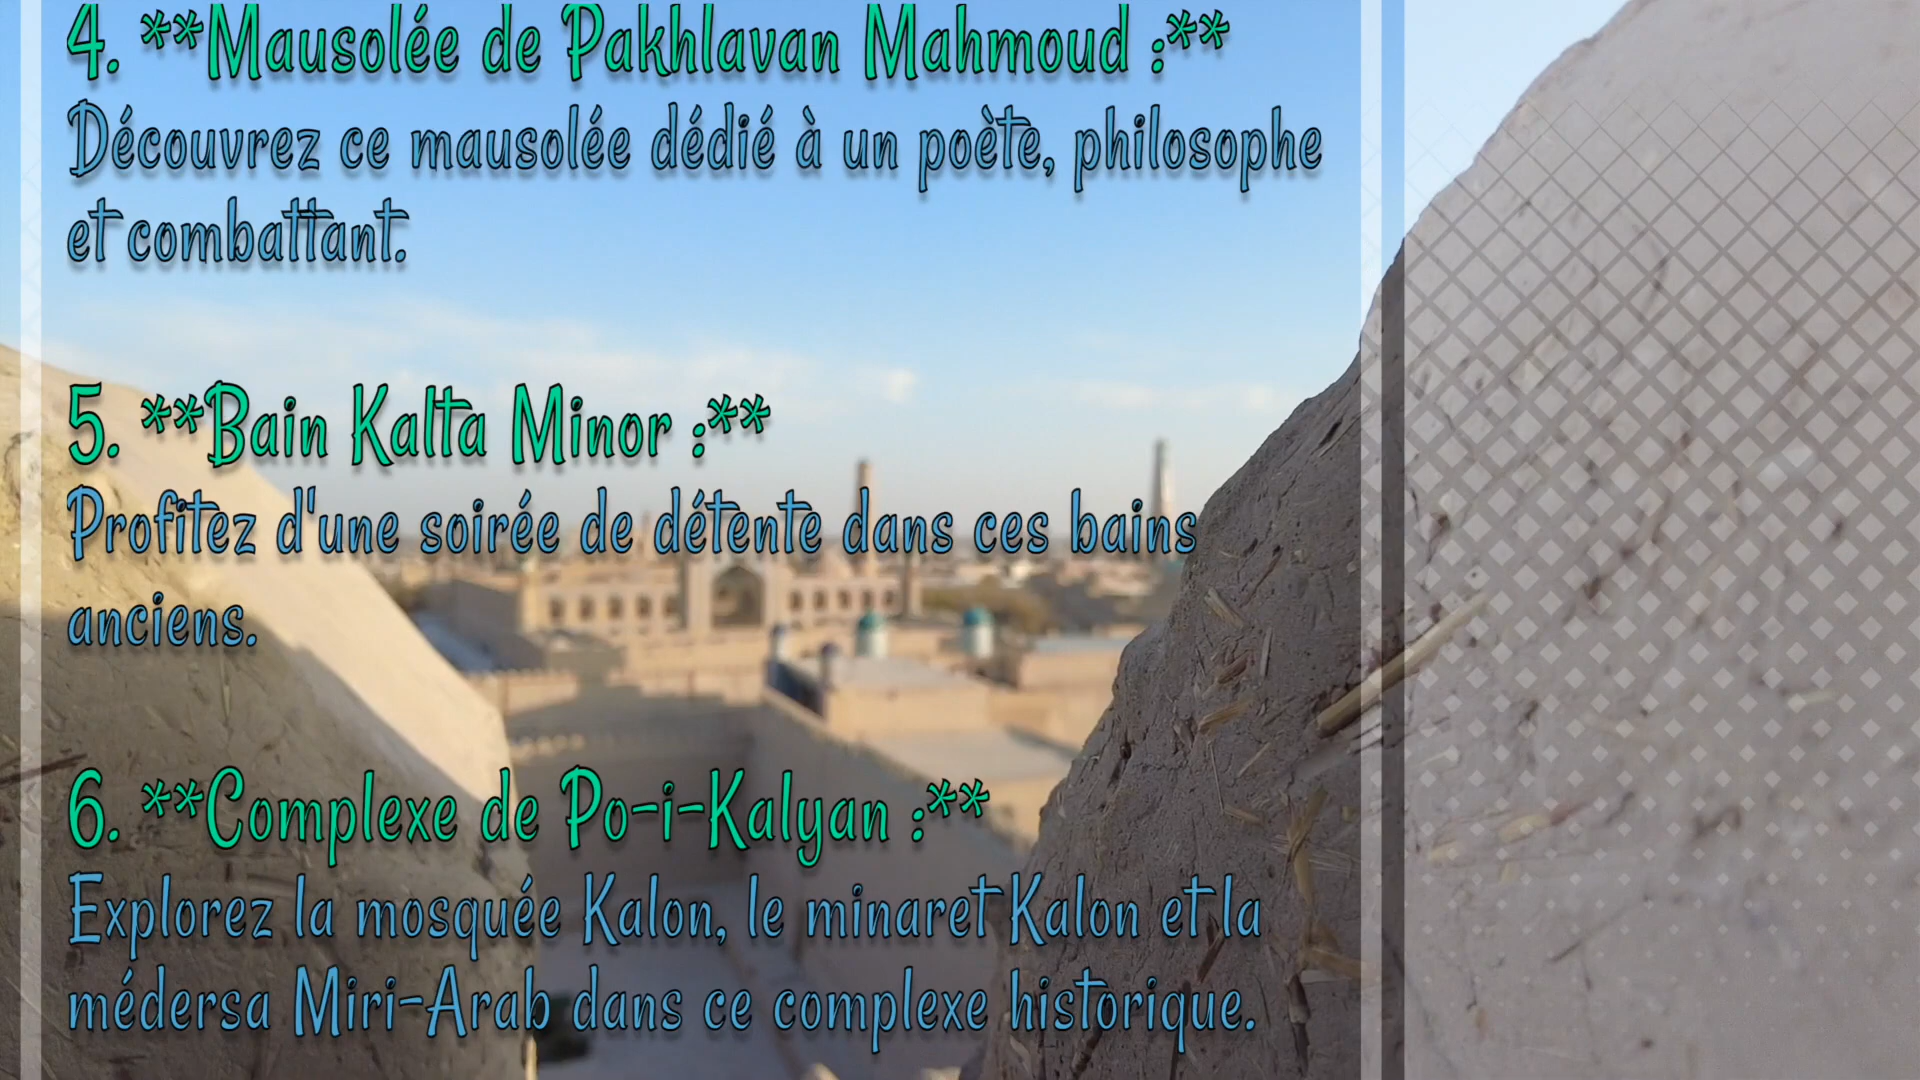 4. **Mausolée de Pakhlavan Mahmoud :**
Découvrez ce mausolée dédié à un poète, philosophe
et combattant.
5. **Bain Kalta Minor :**
Profitez d'une soirée de détente dans ces bains
anciens.
6. **Complexe de Po-i-Kalyan :**
Explorez la mosquée Kalon, le minaret Kalon et la
médersa Miri-Arab dans ce complexe historique.